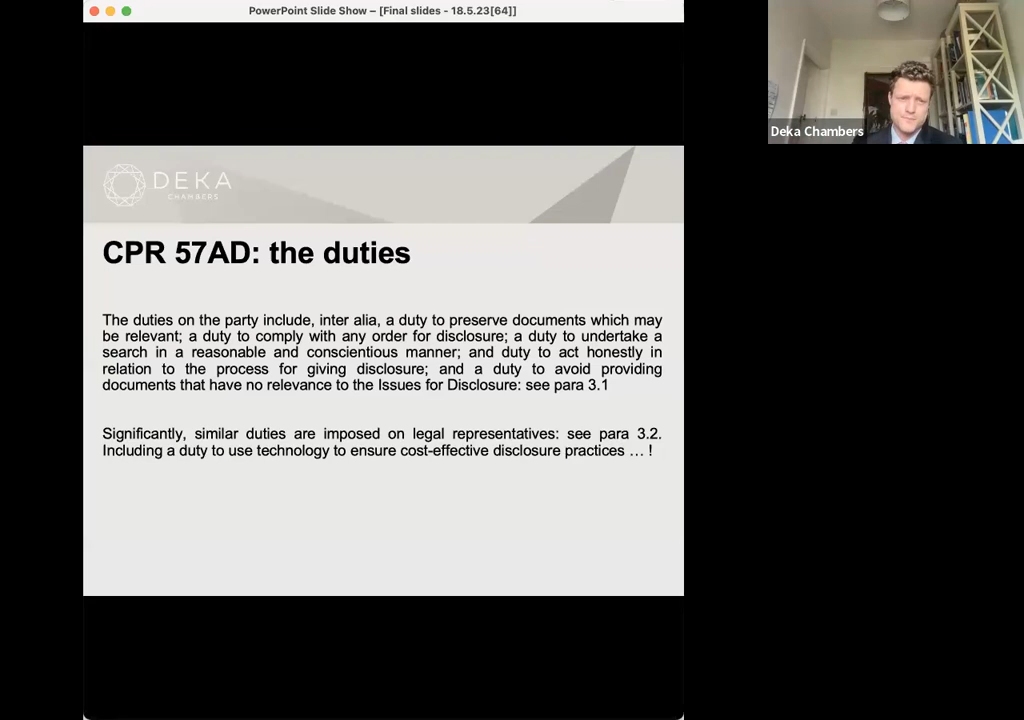 PowerPoint Slide Show – [Final slides - 18.5.23[64]]
Deka Chambers
DEKA
CHAMBERS
CPR 57AD: the duties
The duties on the party include, inter alia, a duty to preserve documents which may
be relevant; a duty to comply with any order for disclosure; a duty to undertake a
search in a reasonable and conscientious manner; and duty to act honestly in
relation to the process for giving disclosure; and a duty to avoid providing
documents that have no relevance to the Issues for Disclosure: see para 3.1
Significantly, similar duties are imposed on legal representatives: see para 3.2.
Including a duty to use technology to ensure cost-effective disclosure practices … !